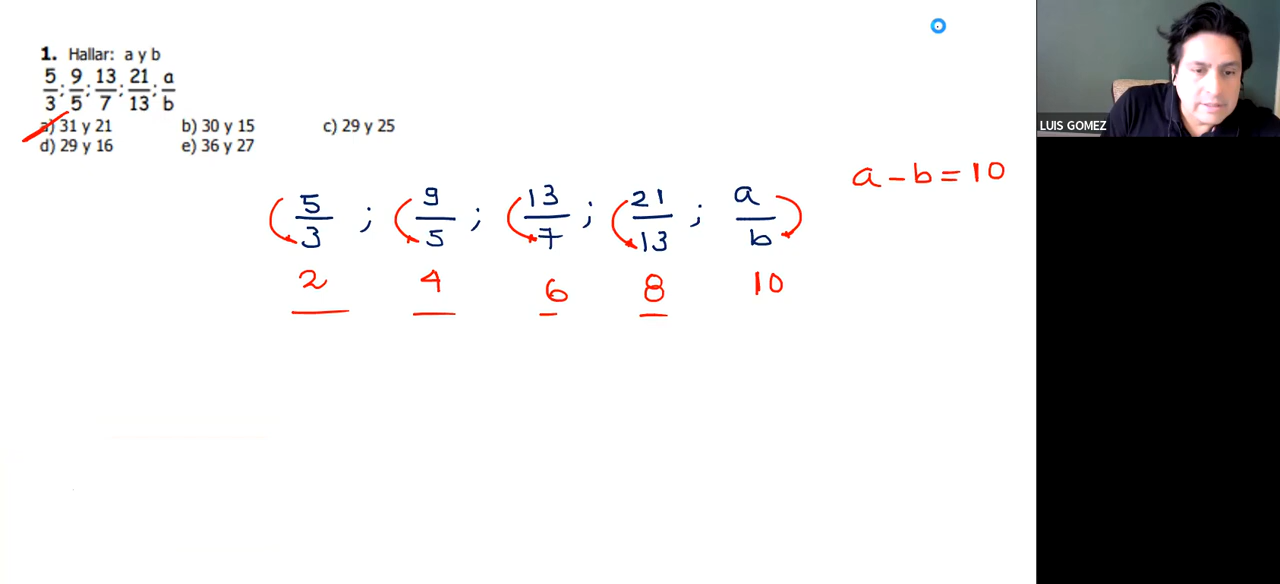 1. Hallar: a y b
5/3; 9/5; 13/7; 21/13; a/b
a) 31 y 21 b) 30 y 15 c) 29 y 25
d) 29 y 16 e) 36 y 27
LUIS GOMEZ
a - b = 10
5/3 ; 9/5 ; 13/7 ; 21/13 ; a/b
2 4 6 8 10